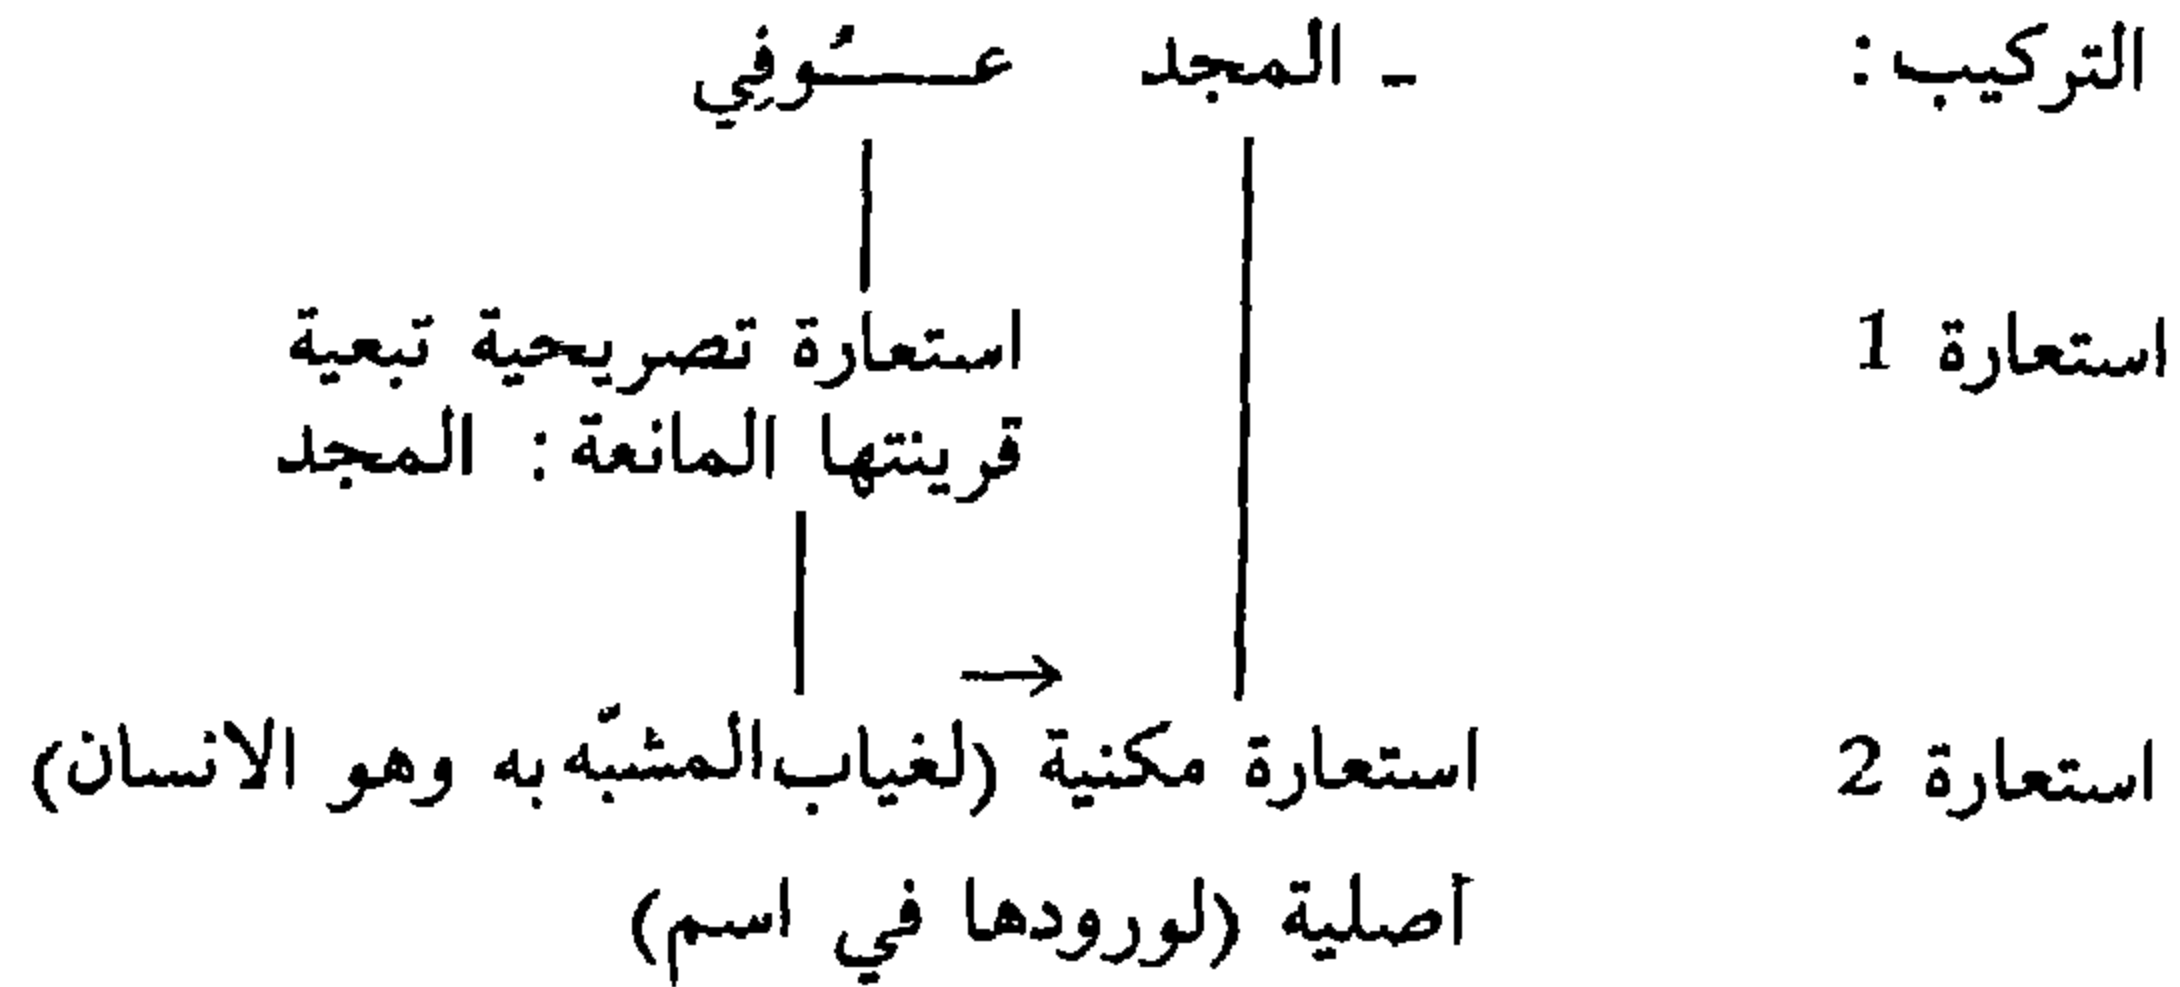 التركيب : - المجد عـــُـوفِي
استعارة 1 استعارة تصريحية تبعية
قرينتها المانعة : المجد
→
استعارة 2 استعارة مكنية (لغياب المشبّه به وهو الانسان)
أصلية (لورودها في اسم)